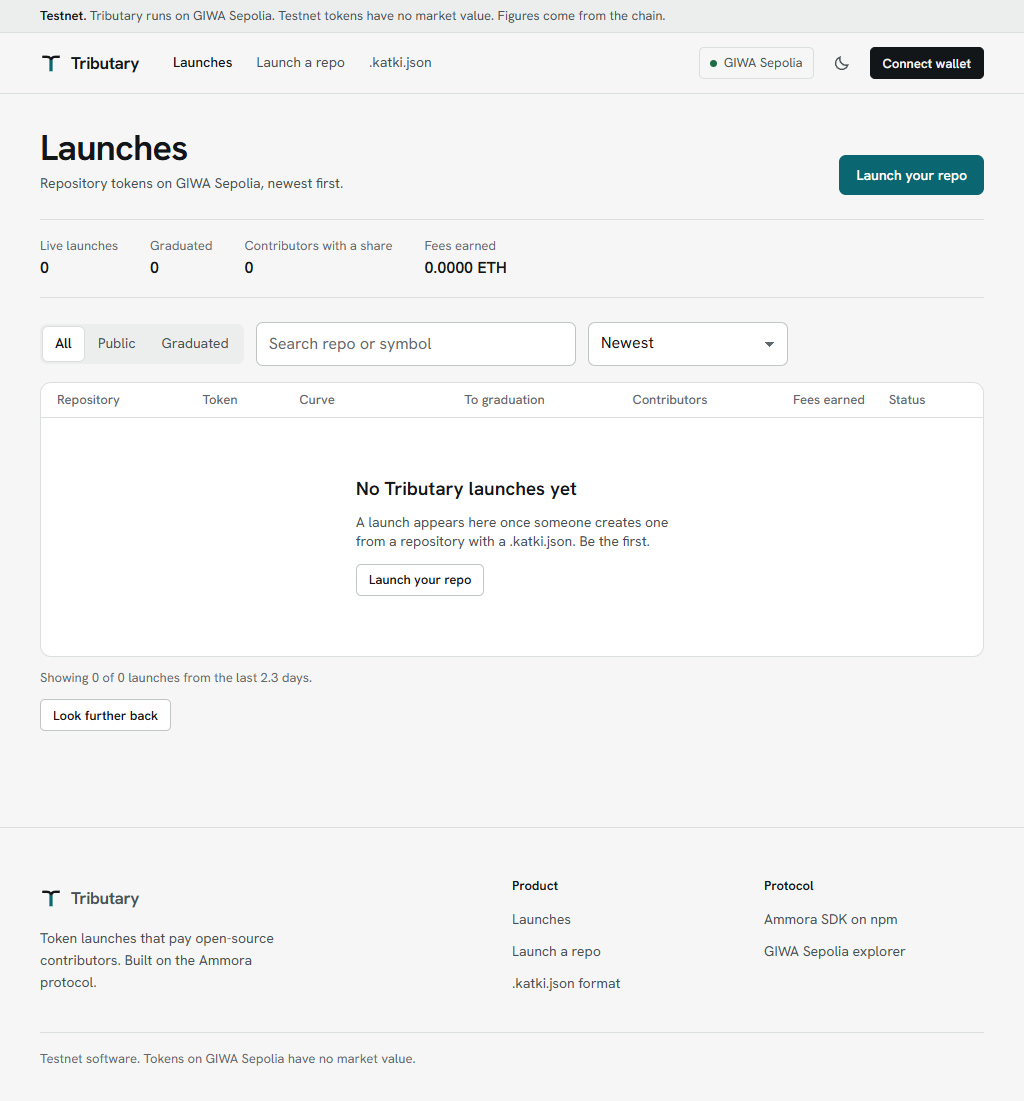 Testnet. Tributary runs on GIWA Sepolia. Testnet tokens have no market value. Figures come from the chain.
Tributary
Launches
Launch a repo
.katki.json
GIWA Sepolia
Connect wallet
Launches
Repository tokens on GIWA Sepolia, newest first.
Launch your repo
Live launches
Graduated
Contributors with a share
Fees earned
0
0
0
0.0000 ETH
All
Public
Graduated
Search repo or symbol
Newest
Repository
Token
Curve
To graduation
Contributors
Fees earned
Status
No Tributary launches yet
A launch appears here once someone creates one
from a repository with a .katki.json. Be the first.
Launch your repo
Showing 0 of 0 launches from the last 2.3 days.
Look further back
Tributary
Token launches that pay open-source
contributors. Built on the Ammora
protocol.
Product
Launches
Launch a repo
.katki.json format
Protocol
Ammora SDK on npm
GIWA Sepolia explorer
Testnet software. Tokens on GIWA Sepolia have no market value.